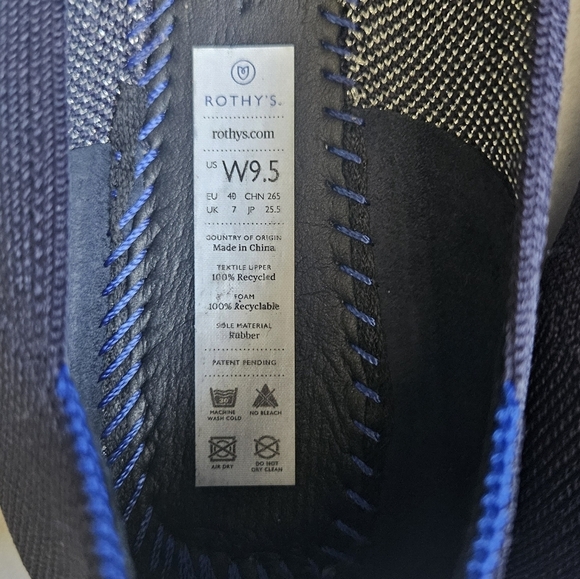 ROTHY'S
rothys.com
US W9.5
EU 40 CHN 265
UK 7 JP 25.5
COUNTRY OF ORIGIN
Made in China
TEXTILE UPPER
100% Recycled
FOAM
100% Recyclable
SOLE MATERIAL
Rubber
PATENT PENDING
MACHINE WASH COLD
NO BLEACH
AIR DRY
DO NOT DRY CLEAN